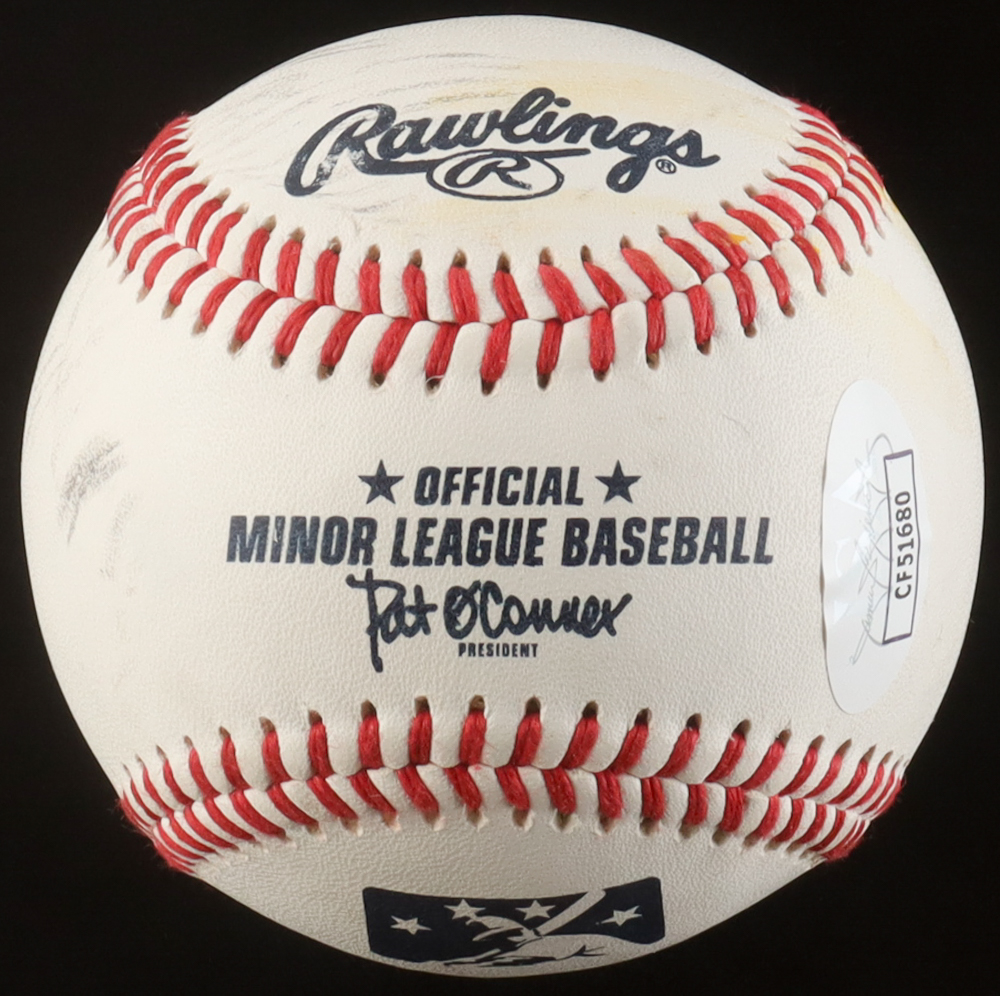 Rawlings ®
R
★ OFFICIAL ★
MINOR LEAGUE BASEBALL
Pat O'Conner
PRESIDENT
CF51680